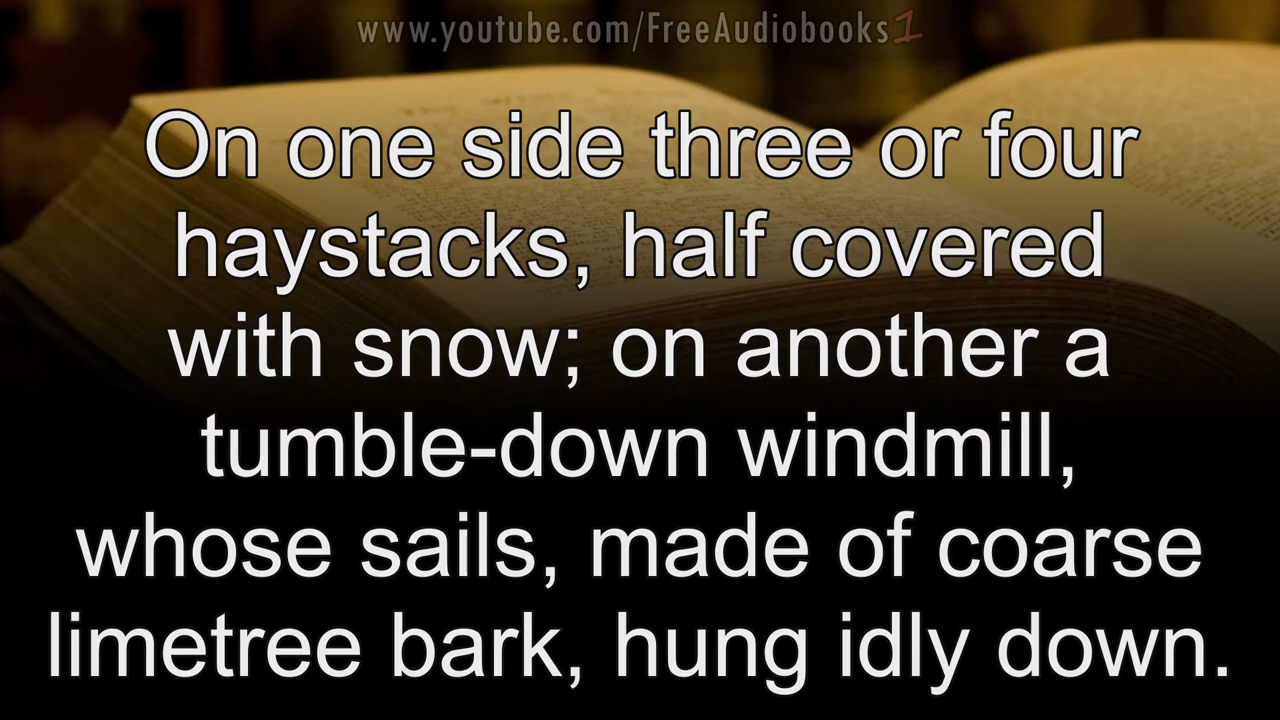 www.youtube.com/FreeAudiobooks1
On one side three or four
haystacks, half covered
with snow; on another a
tumble-down windmill,
whose sails, made of coarse
limetree bark, hung idly down.